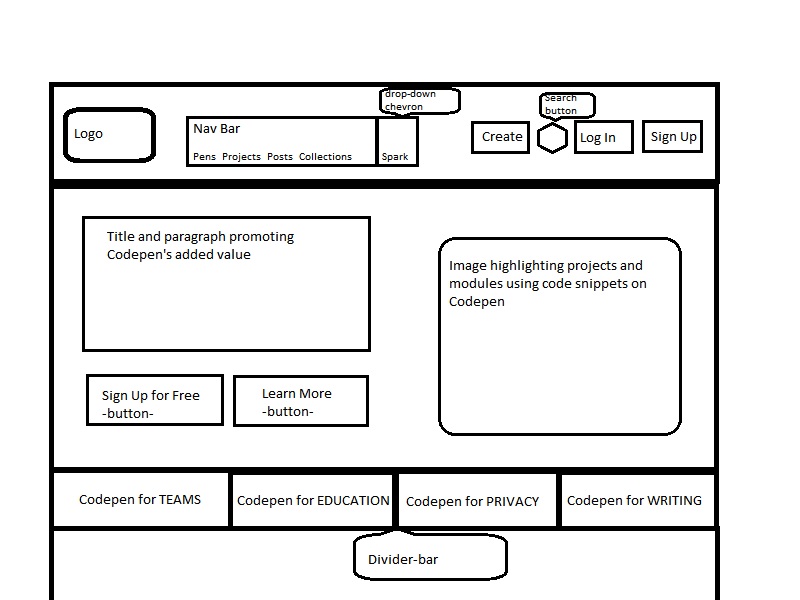 drop-down
chevron
Search
button
Logo
Nav Bar
Pens Projects Posts Collections
Spark
Create
Log In
Sign Up
Title and paragraph promoting
Codepen's added value
Image highlighting projects and
modules using code snippets on
Codepen
Sign Up for Free
-button-
Learn More
-button-
Codepen for TEAMS
Codepen for EDUCATION
Codepen for PRIVACY
Codepen for WRITING
Divider-bar